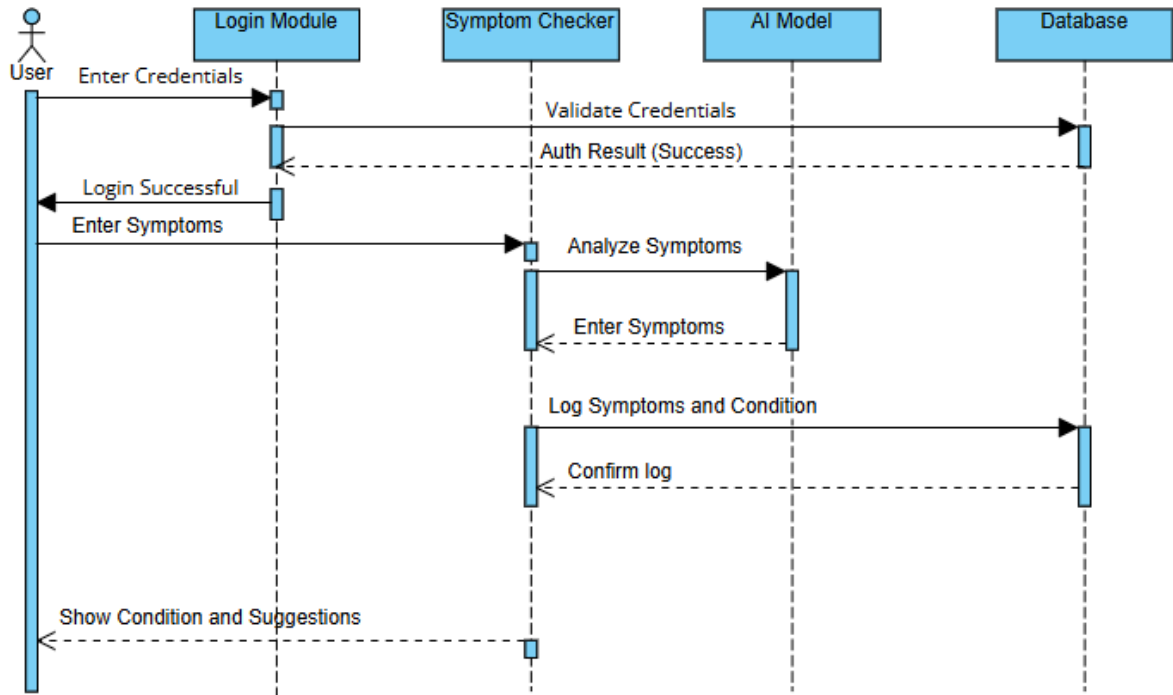 Login Module
Symptom Checker
AI Model
Database
User
Enter Credentials
Validate Credentials
Auth Result (Success)
Login Successful
Enter Symptoms
Analyze Symptoms
Enter Symptoms
Log Symptoms and Condition
Confirm log
Show Condition and Suggestions